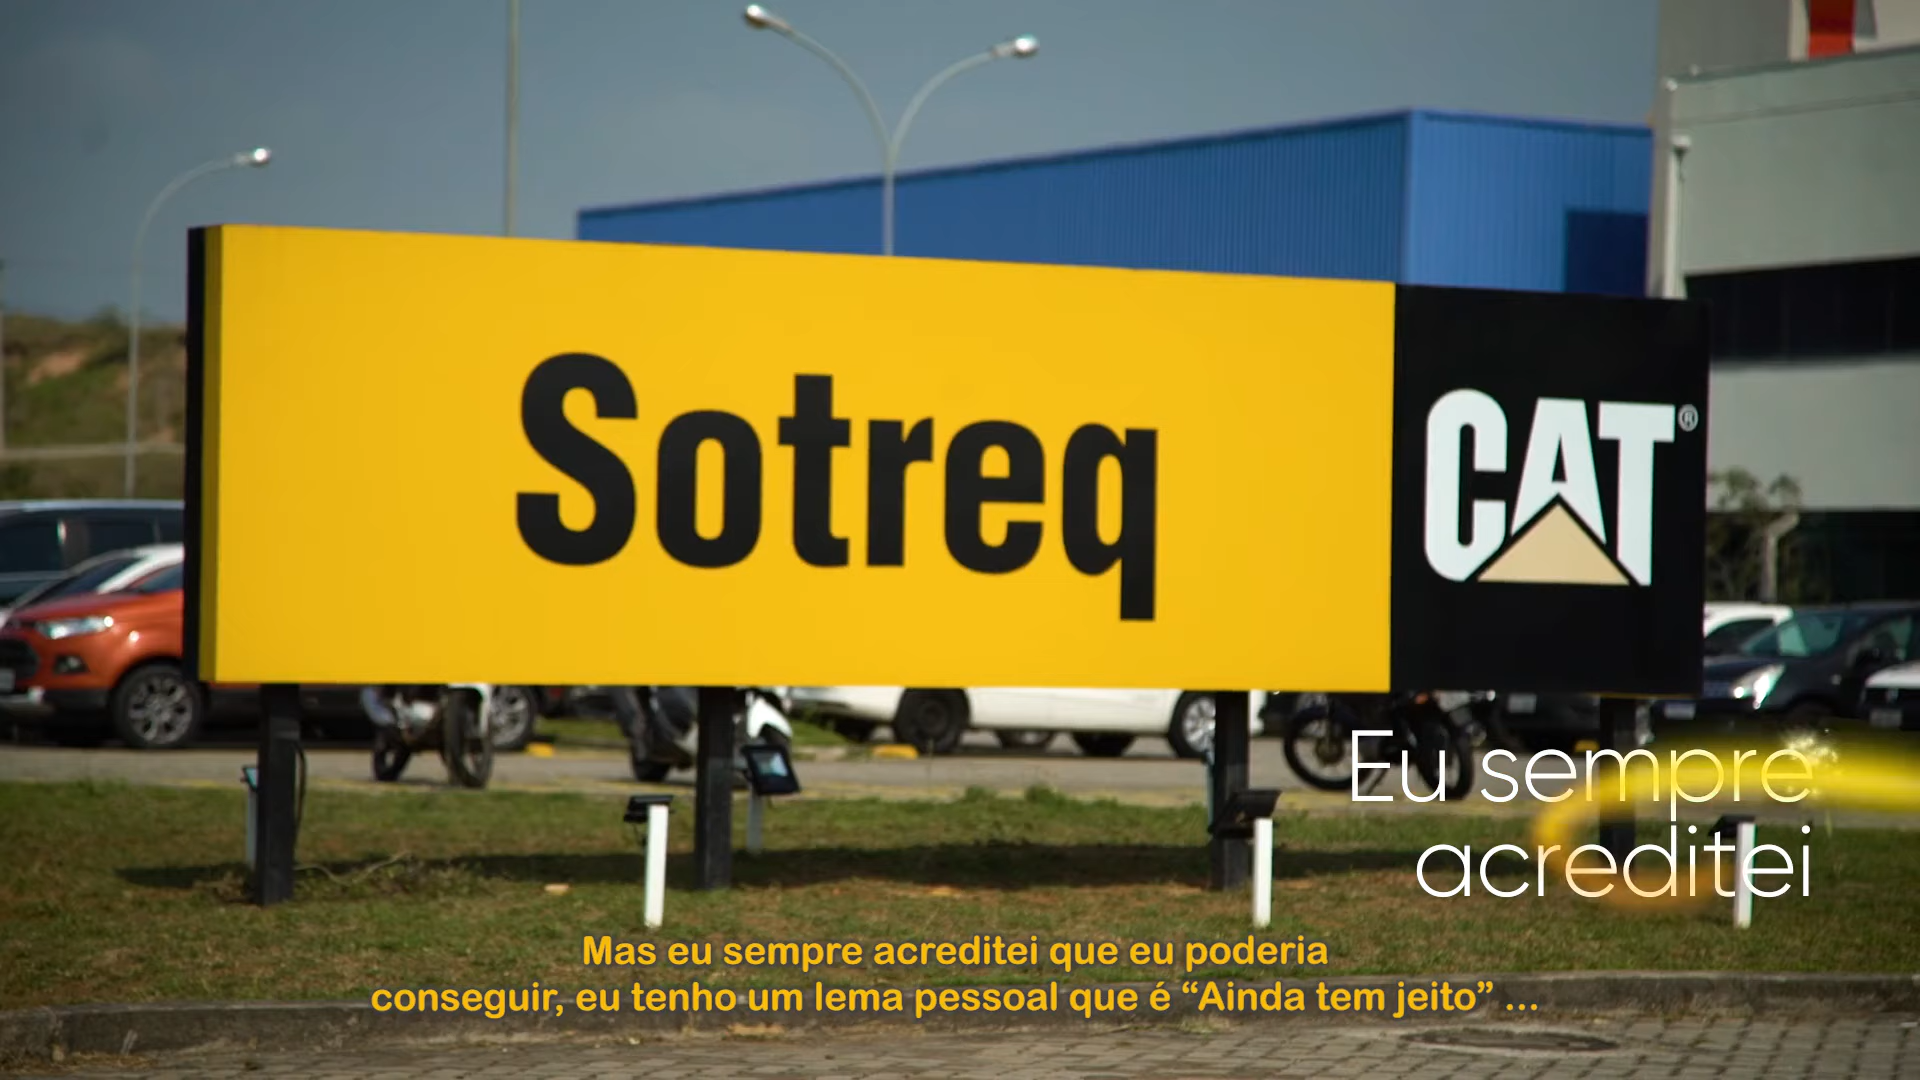 Sotreq
CAT®
Eu sempre
acreditei
Mas eu sempre acreditei que eu poderia
conseguir, eu tenho um lema pessoal que é “Ainda tem jeito” ...